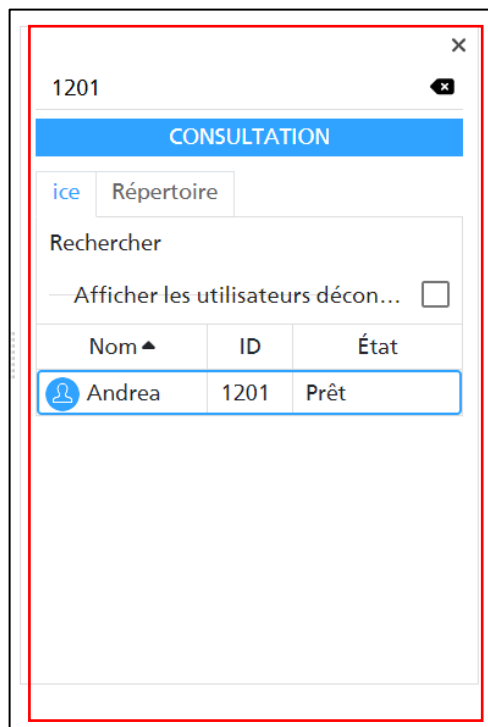 1201
CONSULTATION
ice Répertoire
Rechercher
Afficher les utilisateurs décon...
Nom ID État
Andrea 1201 Prêt